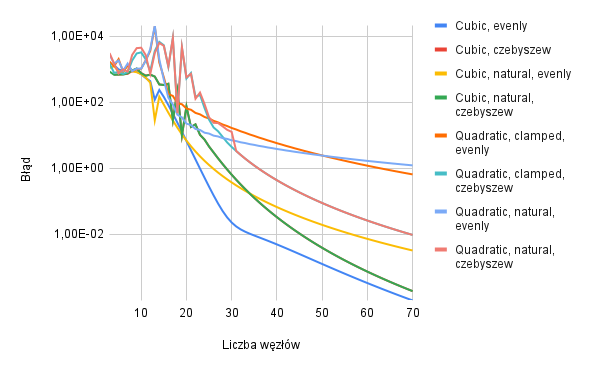 1,00E+04
1,00E+02
1,00E+00
1,00E-02
Błąd
10
20
30
40
50
60
70
Liczba węzłów
Cubic, evenly
Cubic, czebyszew
Cubic, natural, evenly
Cubic, natural,
czebyszew
Quadratic, clamped,
evenly
Quadratic, clamped,
czebyszew
Quadratic, natural,
evenly
Quadratic, natural,
czebyszew